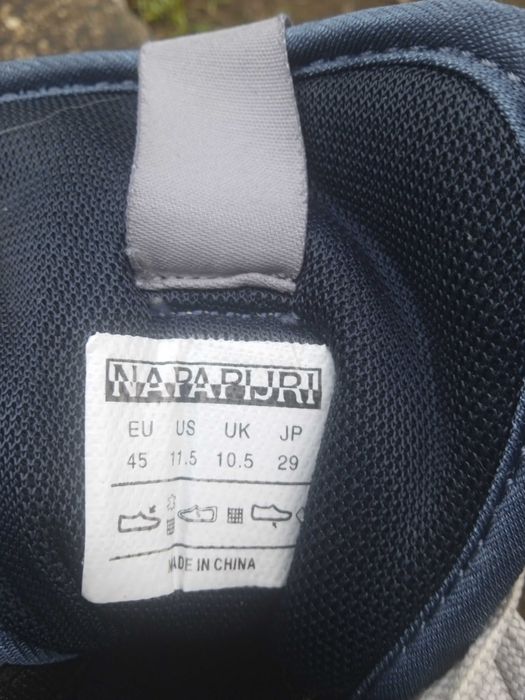 NAPAPIJRI
EU US UK JP
45 11.5 10.5 29
MADE IN CHINA